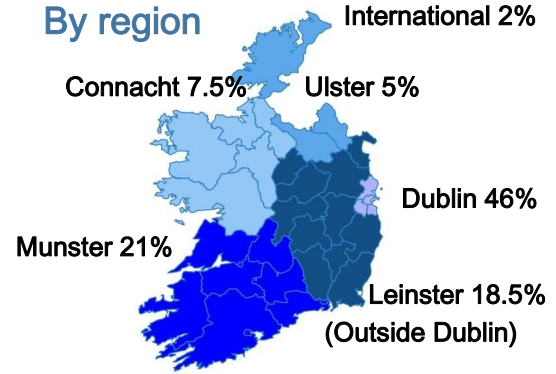 By region
International 2%
Connacht 7.5%
Ulster 5%
Dublin 46%
Munster 21%
Leinster 18.5%
(Outside Dublin)